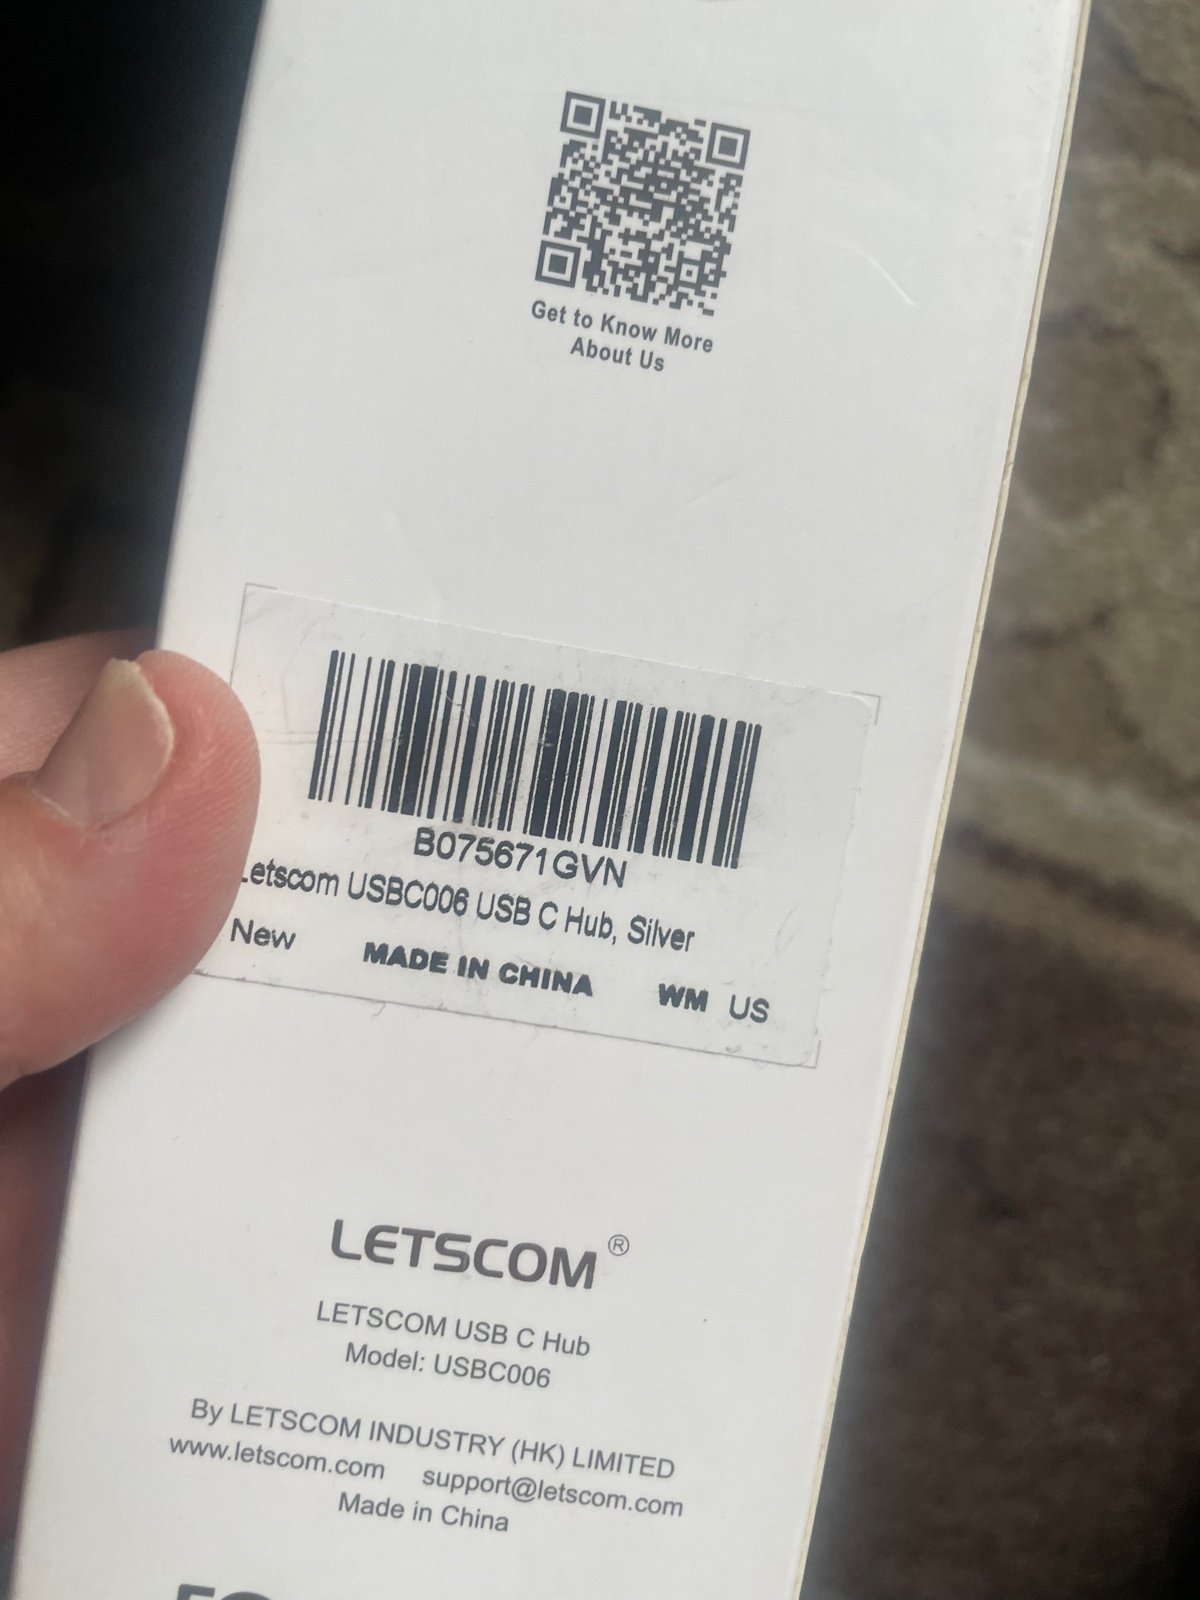 Get to Know More
About Us
B075671GVN
Letscom USBC006 USB C Hub, Silver
New MADE IN CHINA WM US
LETSCOM®
LETSCOM USB C Hub
Model: USBC006
By LETSCOM INDUSTRY (HK) LIMITED
www.letscom.com support@letscom.com
Made in China